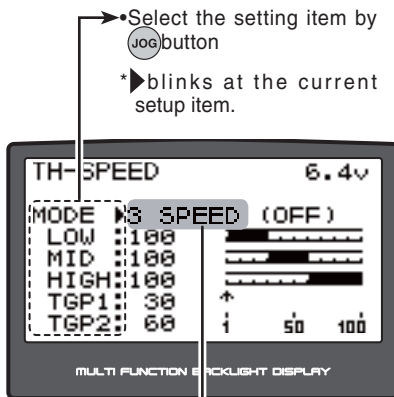 •Select the setting item by
JOG button
*▶blinks at the current
setup item.
TH-SPEED 6.4v
MODE ▶3 SPEED (OFF)
LOW :100
MID :100
HIGH:100
TGP1: 30
TGP2: 60
1 50 100
MULTI FUNCTION BACKLIGHT DISPLAY